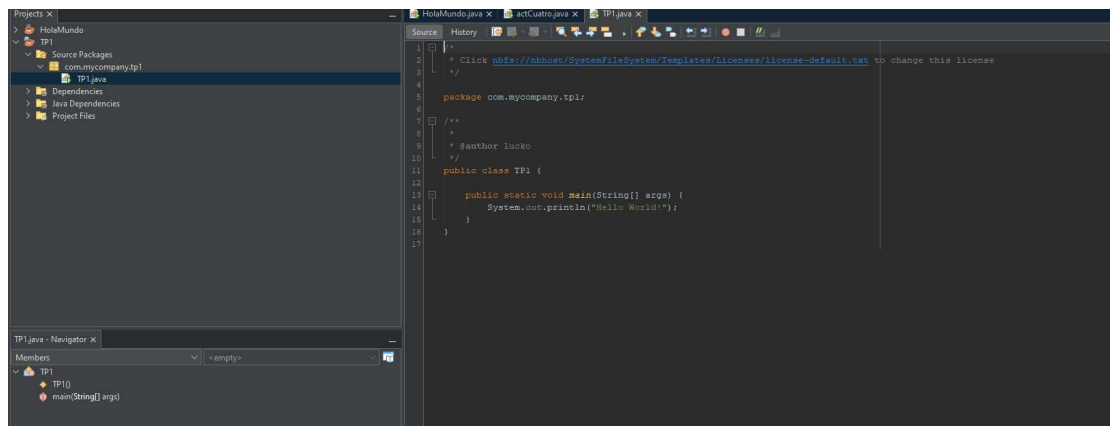 Projects
HolaMundo
TP1
Source Packages
com.mycompany.tp1
TP1.java
Dependencies
Java Dependencies
Project Files
TP1.java - Navigator
Members
<empty>
TP1
TP1()
main(String[] args)
HolaMundo.java
actCuatro.java
TP1.java
Source History
1 /*
2 * Click nbfs://nbhost/SystemFileSystem/Templates/Licenses/license-default.txt to change this license
3 */
4
5 package com.mycompany.tp1;
6
7 /**
8 *
9 * @author lucko
10 */
11 public class TP1 {
12
13 public static void main(String[] args) {
14 System.out.println("Hello World!");
15 }
16 }
17